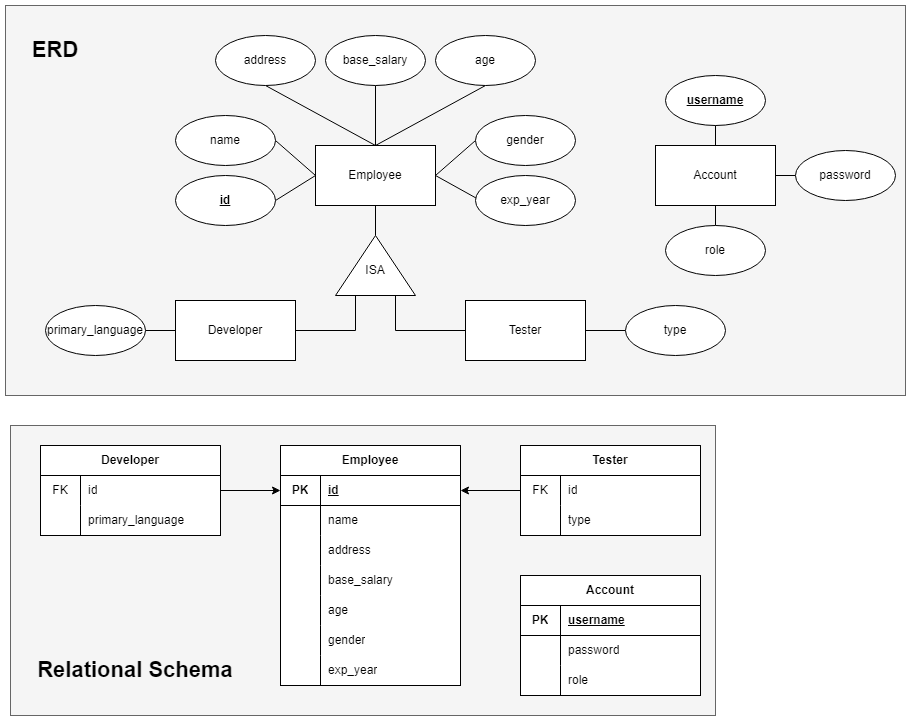 ERD
address
base_salary
age
name
id
Employee
gender
exp_year
username
Account
password
role
ISA
primary_language
Developer
Tester
type
Developer
FK id
primary_language
Employee
PK id
name
address
base_salary
age
gender
exp_year
Tester
FK id
type
Account
PK username
password
role
Relational Schema